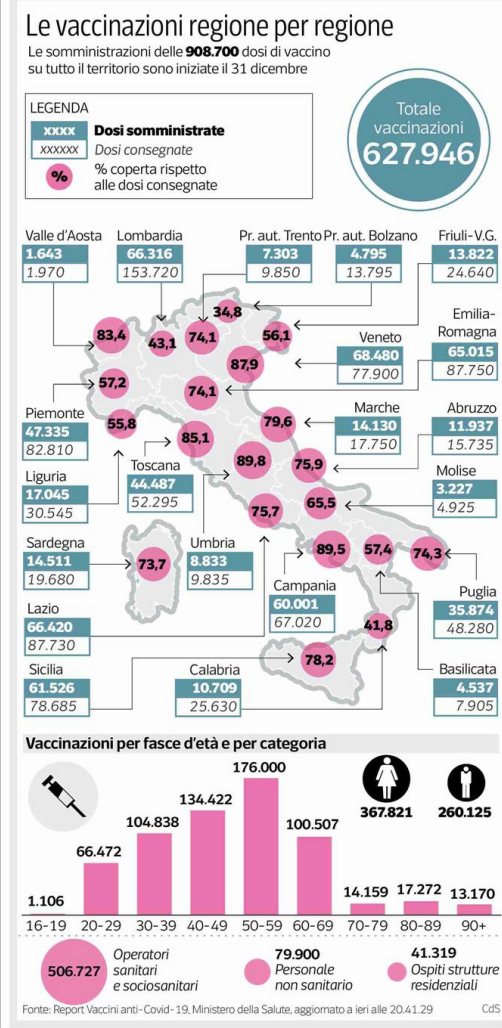 Le vaccinazioni regione per regione
Le somministrazioni delle 908.700 dosi di vaccino
su tutto il territorio sono iniziate il 31 dicembre
LEGENDA
xxxx Dosi somministrate
xxxxxx Dosi consegnate
% % coperta rispetto
alle dosi consegnate
Totale
vaccinazioni
627.946
Valle d'Aosta
1.643
1.970
Lombardia
66.316
153.720
Pr. aut. Trento
7.303
9.850
Pr. aut. Bolzano
4.795
13.795
Friuli-V.G.
13.822
24.640
Emilia-
Romagna
65.015
87.750
Veneto
68.480
77.900
34,8
83,4
43,1
74,1
56,1
87,9
57,2
74,1
55,8
79,6
85,1
89,8
75,9
75,7
65,5
89,5
57,4
74,3
73,7
41,8
78,2
Piemonte
47.335
82.810
Marche
14.130
17.750
Abruzzo
11.937
15.735
Liguria
17.045
30.545
Toscana
44.487
52.295
Molise
3.227
4.925
Sardegna
14.511
19.680
Umbria
8.833
9.835
Campania
60.001
67.020
Puglia
35.874
48.280
Lazio
66.420
87.730
Sicilia
61.526
78.685
Calabria
10.709
25.630
Basilicata
4.537
7.905
Vaccinazioni per fasce d'età e per categoria
367.821
260.125
1.106
66.472
104.838
134.422
176.000
100.507
14.159
17.272
13.170
16-19 20-29 30-39 40-49 50-59 60-69 70-79 80-89 90+
506.727
Operatori
sanitari
e sociosanitari
79.900
Personale
non sanitario
41.319
Ospiti strutture
residenziali
Fonte: Report Vaccini anti-Covid-19, Ministero della Salute, aggiornato a ieri alle 20.41.29
CdS